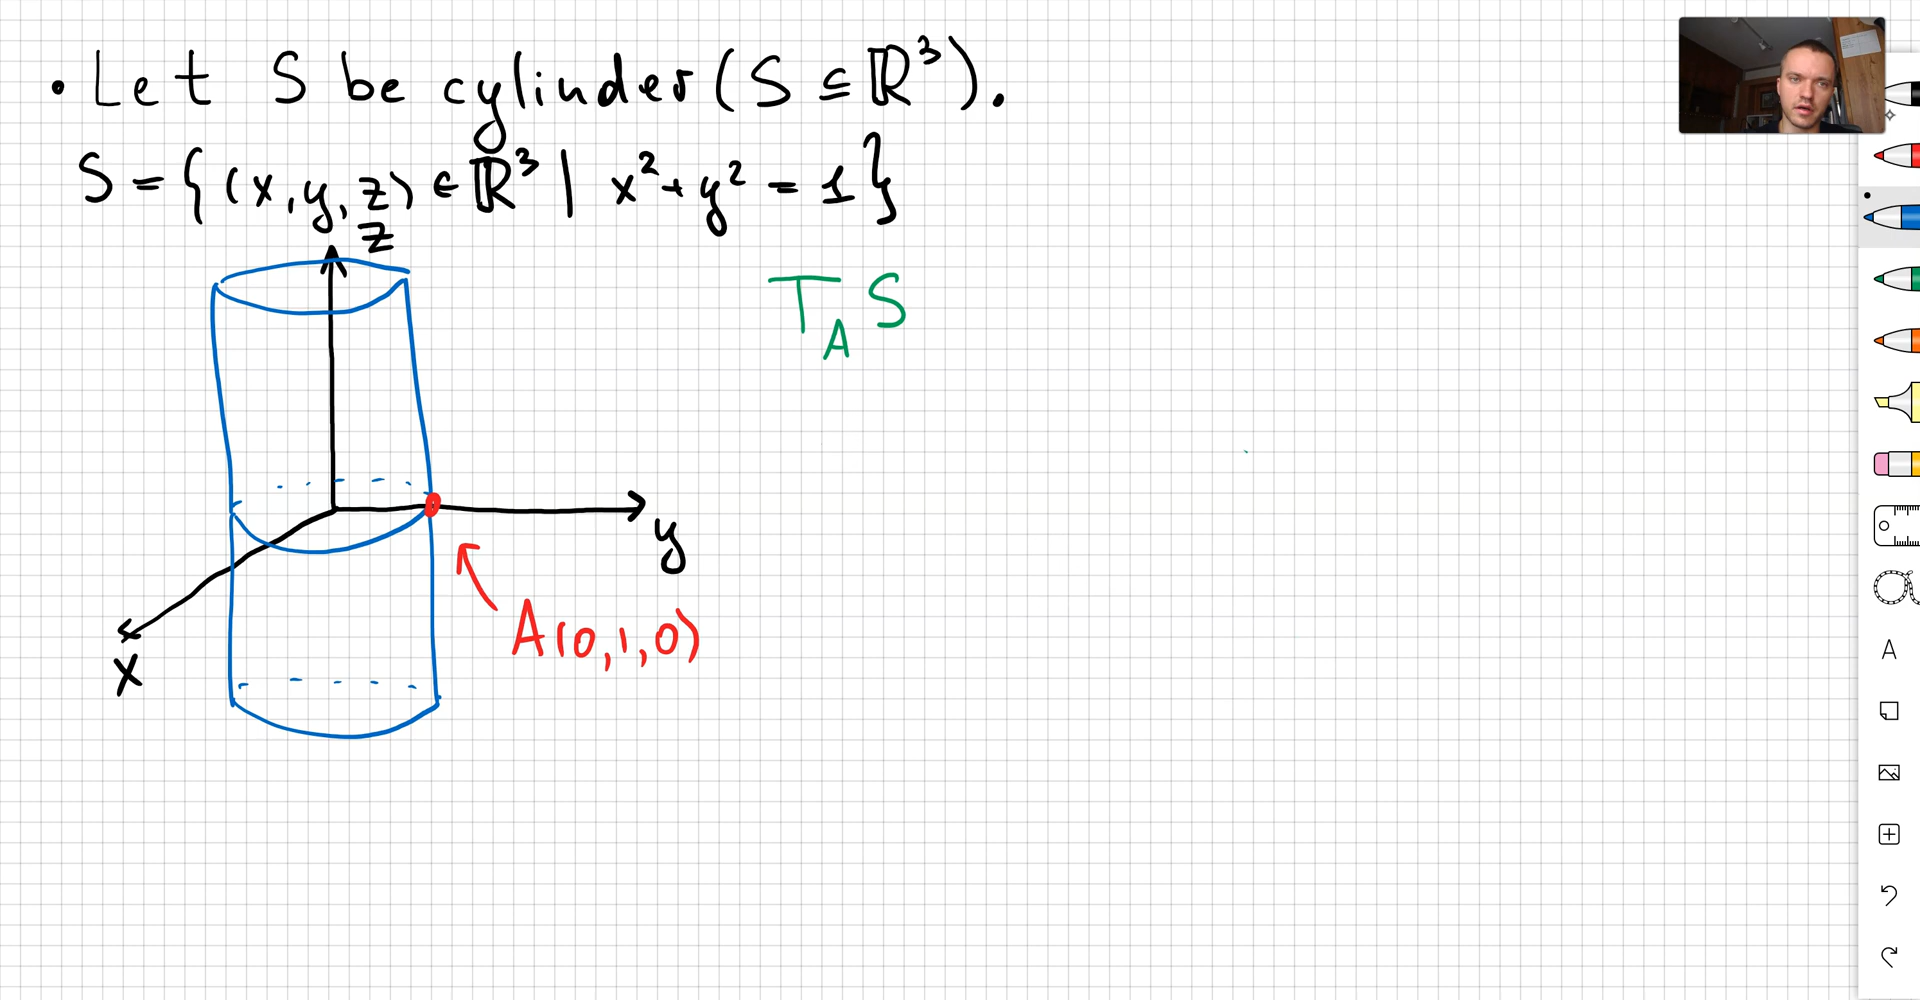 • Let S be cylinder (S ⊆ ℝ³).
S = {(x, y, z) ∈ ℝ³ | x² + y² = 1}
z
T_A S
y
A(0, 1, 0)
x
A